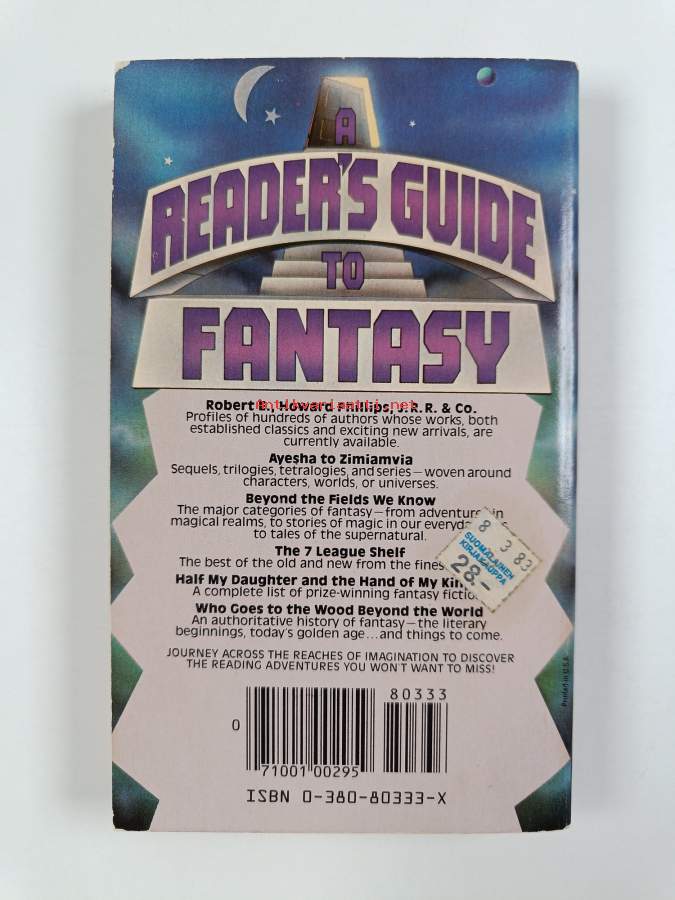 A
READER'S GUIDE
TO
FANTASY
Antikvariantti.net
Robert Howard Phillips, J.R.R. & Co.
Profiles of hundreds of authors whose works, both
established classics and exciting new arrivals, are
currently available.
Ayesha to Zimiamvia
Sequels, trilogies, tetralogies, and series—woven around
characters, worlds, or universes.
Beyond the Fields We Know
The major categories of fantasy—from adventure in
magical realms, to stories of magic in our everyday
to tales of the supernatural.
The 7 League Shelf
The best of the old and new from the fines
Half My Daughter and the Hand of My Kin
A complete list of prize-winning fantasy fiction
Who Goes to the Wood Beyond the World
An authoritative history of fantasy—the literary
beginnings, today's golden age...and things to come.
JOURNEY ACROSS THE REACHES OF IMAGINATION TO DISCOVER
THE READING ADVENTURES YOU WON'T WANT TO MISS!
8 3 83
SUOMALAINEN
KIRJAKAUPPA
28.-
Printed in U.S.A.
80333
0
71001 00295
ISBN 0-380-80333-X